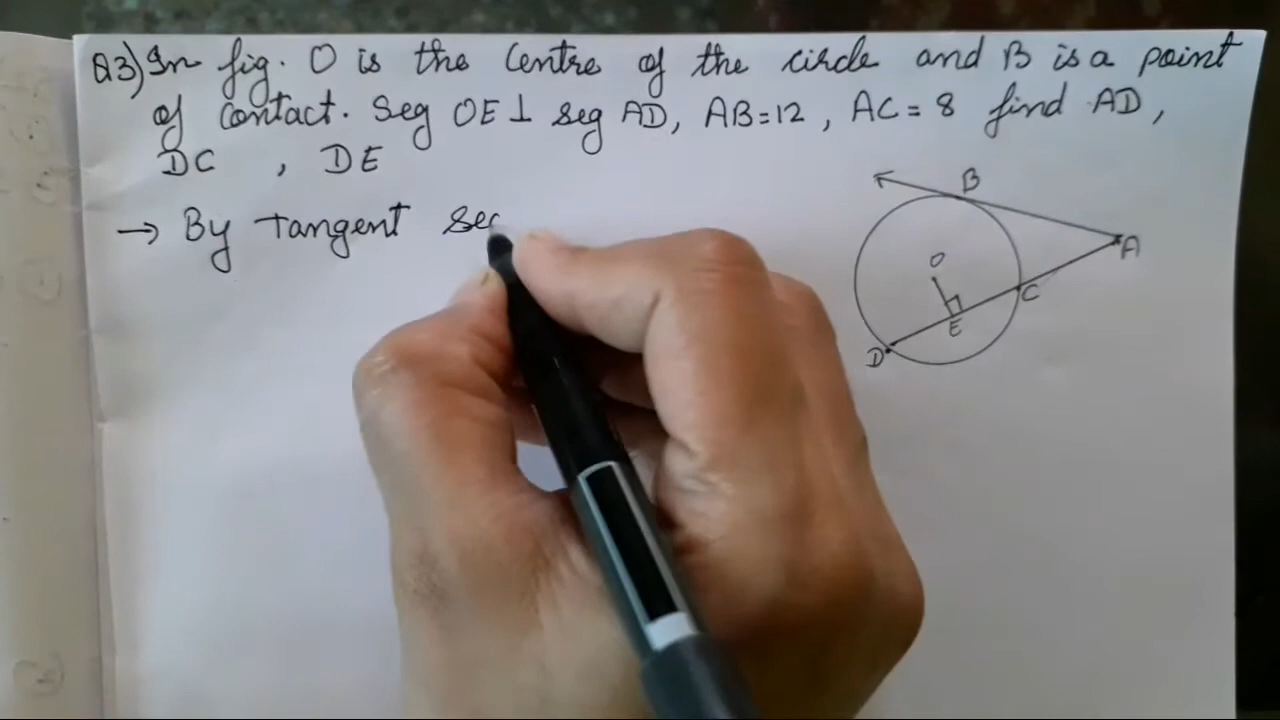 Q3) In fig. O is the centre of the circle and B is a point
of contact. Seg OE ⊥ seg AD, AB=12, AC=8 find AD,
DC , DE
→ By tangent sec
B
A
O
C
E
D